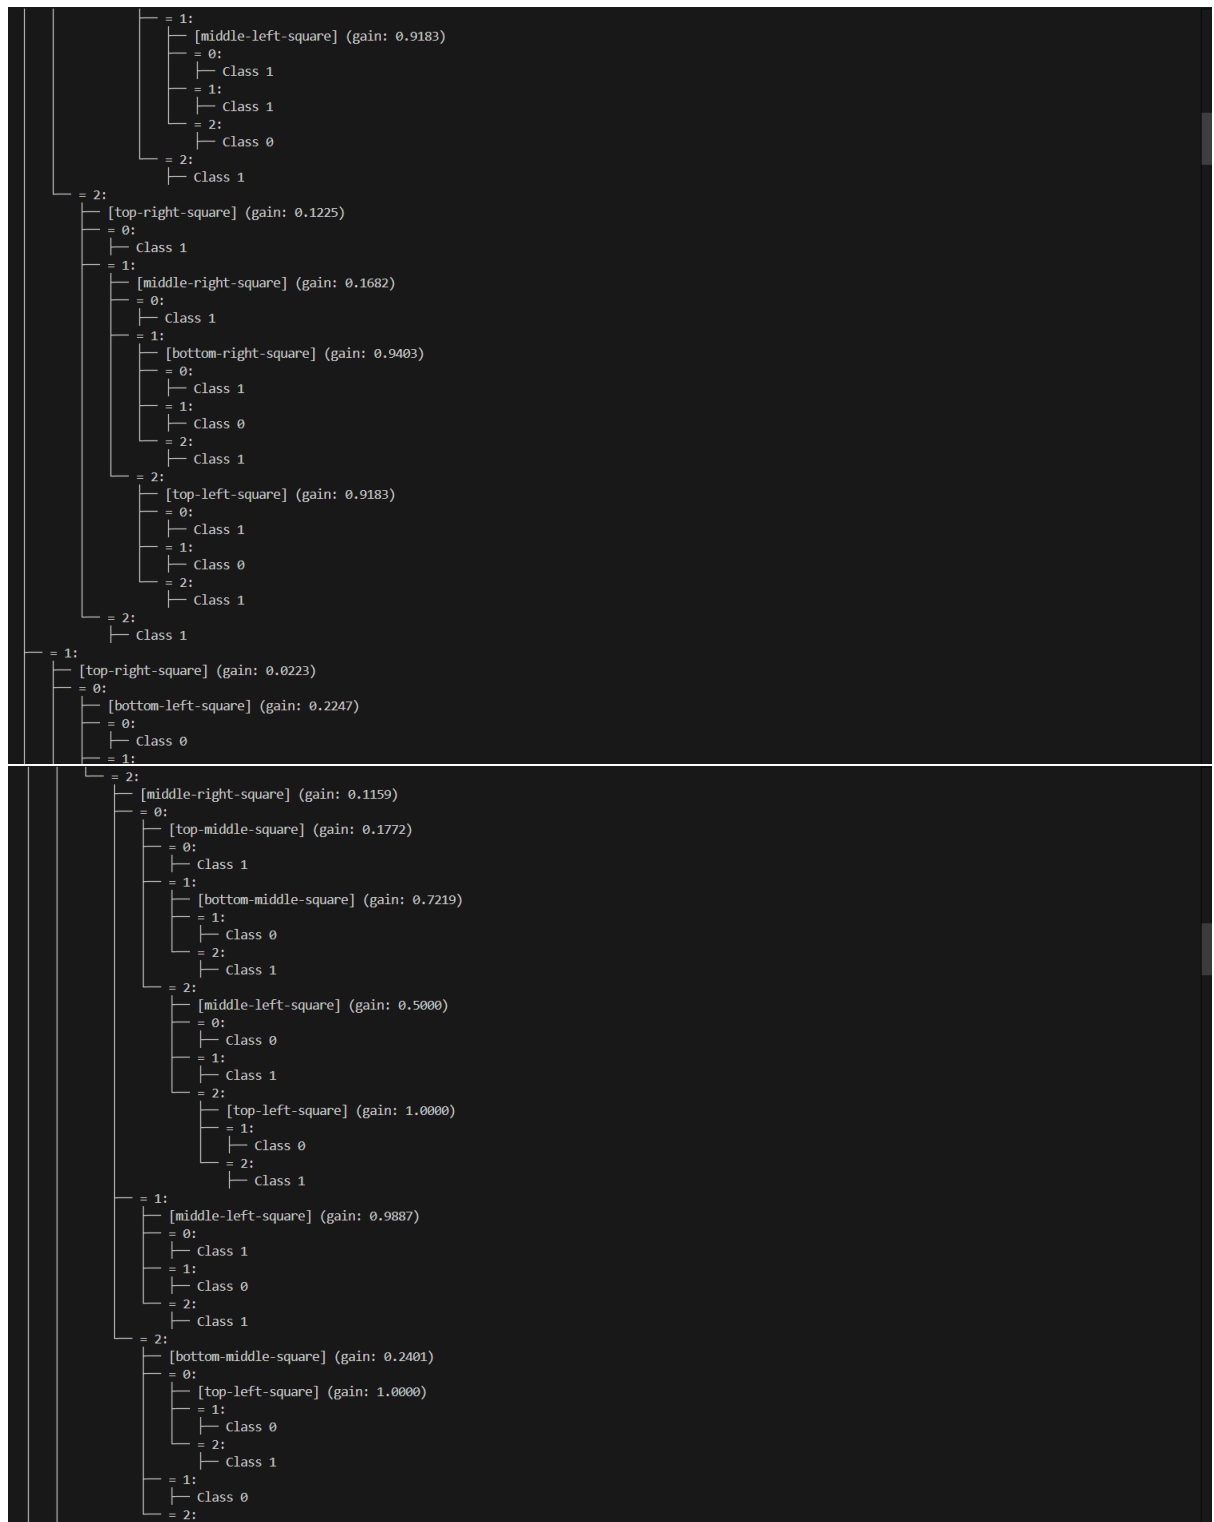 │   │           ├── = 1:
│   │           │   ├── [middle-left-square] (gain: 0.9183)
│   │           │   ├── = 0:
│   │           │   │   ├── Class 1
│   │           │   ├── = 1:
│   │           │   │   ├── Class 1
│   │           │   └── = 2:
│   │           │       ├── Class 0
│   │           └── = 2:
│   │               ├── Class 1
│   └── = 2:
│       ├── [top-right-square] (gain: 0.1225)
│       ├── = 0:
│       │   ├── Class 1
│       ├── = 1:
│       │   ├── [middle-right-square] (gain: 0.1682)
│       │   ├── = 0:
│       │   │   ├── Class 1
│       │   ├── = 1:
│       │   │   ├── [bottom-right-square] (gain: 0.9403)
│       │   │   ├── = 0:
│       │   │   │   ├── Class 1
│       │   │   ├── = 1:
│       │   │   │   ├── Class 0
│       │   │   └── = 2:
│       │   │       ├── Class 1
│       │   └── = 2:
│       │       ├── [top-left-square] (gain: 0.9183)
│       │       ├── = 0:
│       │       │   ├── Class 1
│       │       ├── = 1:
│       │       │   ├── Class 0
│       │       └── = 2:
│       │           ├── Class 1
│       └── = 2:
│           ├── Class 1
├── = 1:
│   ├── [top-right-square] (gain: 0.0223)
│   ├── = 0:
│   │   ├── [bottom-left-square] (gain: 0.2247)
│   │   ├── = 0:
│   │   │   ├── Class 0
│   │   ├── = 1:
│   │   └── = 2:
│   │       ├── [middle-right-square] (gain: 0.1159)
│   │       ├── = 0:
│   │       │   ├── [top-middle-square] (gain: 0.1772)
│   │       │   ├── = 0:
│   │       │   │   ├── Class 1
│   │       │   ├── = 1:
│   │       │   │   ├── [bottom-middle-square] (gain: 0.7219)
│   │       │   │   ├── = 1:
│   │       │   │   │   ├── Class 0
│   │       │   │   └── = 2:
│   │       │   │       ├── Class 1
│   │       │   └── = 2:
│   │       │       ├── [middle-left-square] (gain: 0.5000)
│   │       │       ├── = 0:
│   │       │       │   ├── Class 0
│   │       │       ├── = 1:
│   │       │       │   ├── Class 1
│   │       │       └── = 2:
│   │       │           ├── [top-left-square] (gain: 1.0000)
│   │       │           ├── = 1:
│   │       │           │   ├── Class 0
│   │       │           └── = 2:
│   │       │               ├── Class 1
│   │       ├── = 1:
│   │       │   ├── [middle-left-square] (gain: 0.9887)
│   │       │   ├── = 0:
│   │       │   │   ├── Class 1
│   │       │   ├── = 1:
│   │       │   │   ├── Class 0
│   │       │   └── = 2:
│   │       │       ├── Class 1
│   │       └── = 2:
│   │           ├── [bottom-middle-square] (gain: 0.2401)
│   │           ├── = 0:
│   │           │   ├── [top-left-square] (gain: 1.0000)
│   │           │   ├── = 1:
│   │           │   │   ├── Class 0
│   │           │   └── = 2:
│   │           │       ├── Class 1
│   │           ├── = 1:
│   │           │   ├── Class 0
│   │           └── = 2: